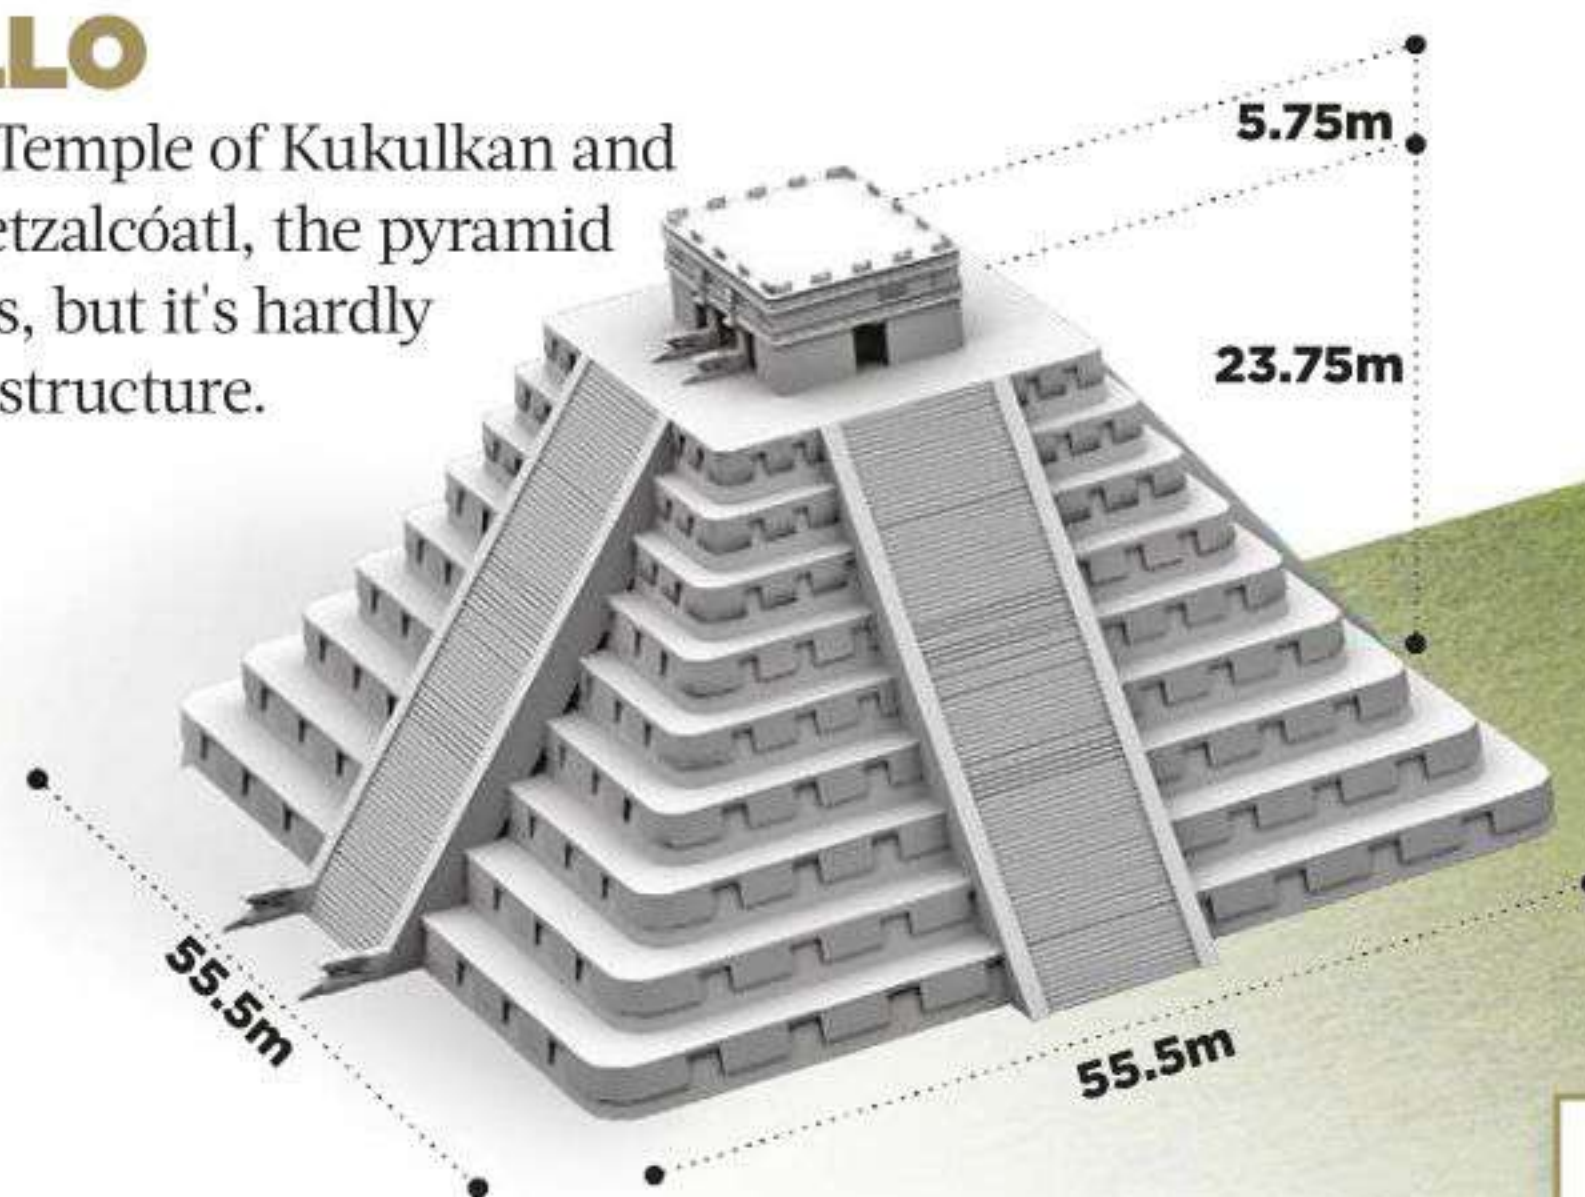 LLO
Temple of Kukulkan and
etzalcóatl, the pyramid
s, but it's hardly
structure.
5.75m
23.75m
55.5m
55.5m